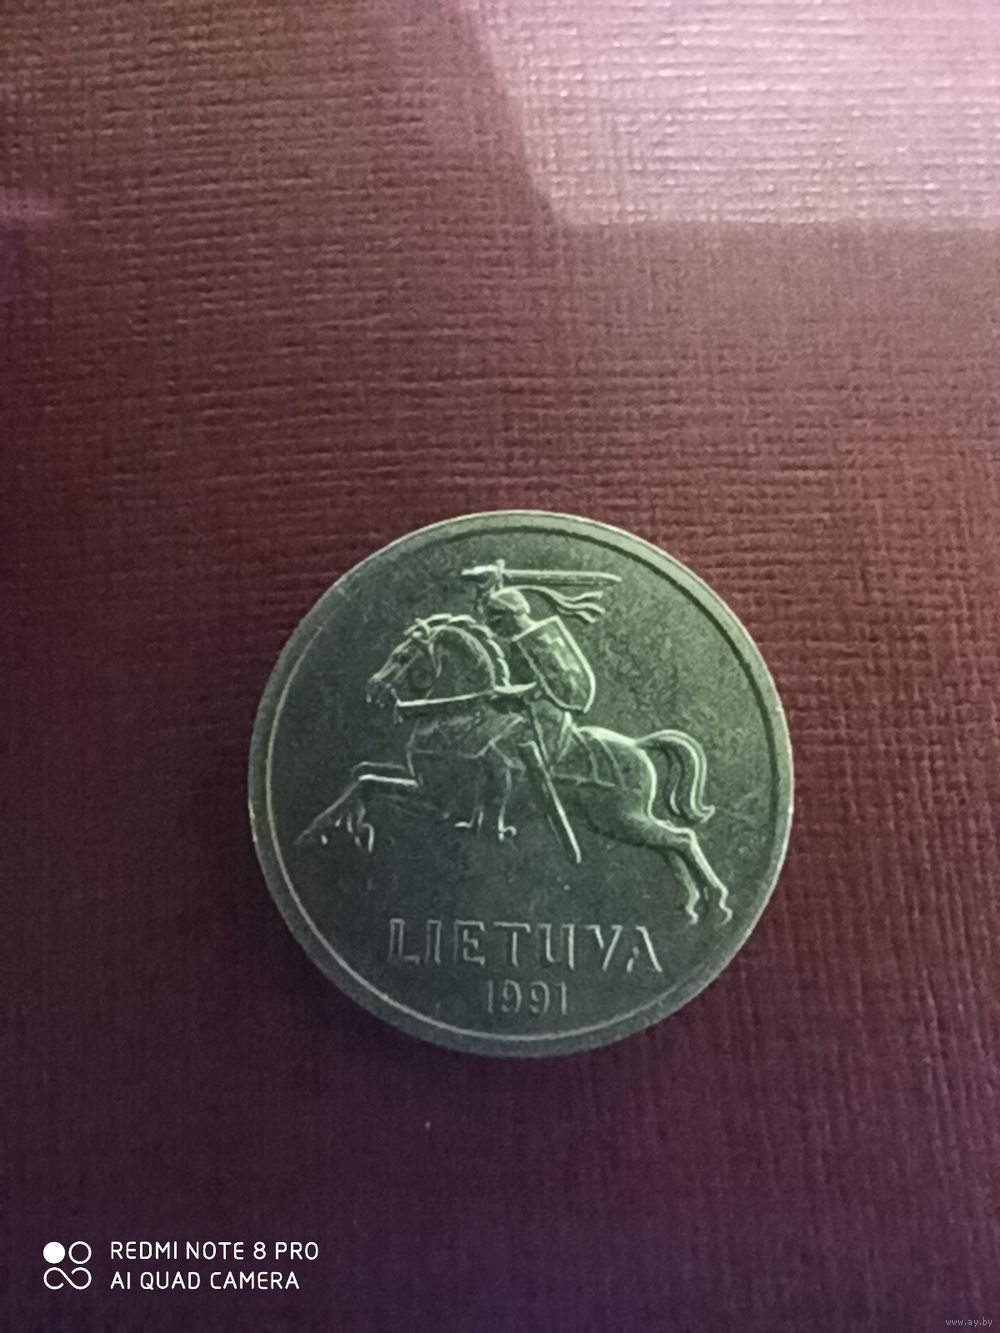 LIETUVA
1991
REDMI NOTE 8 PRO
AI QUAD CAMERA
www.ay.by